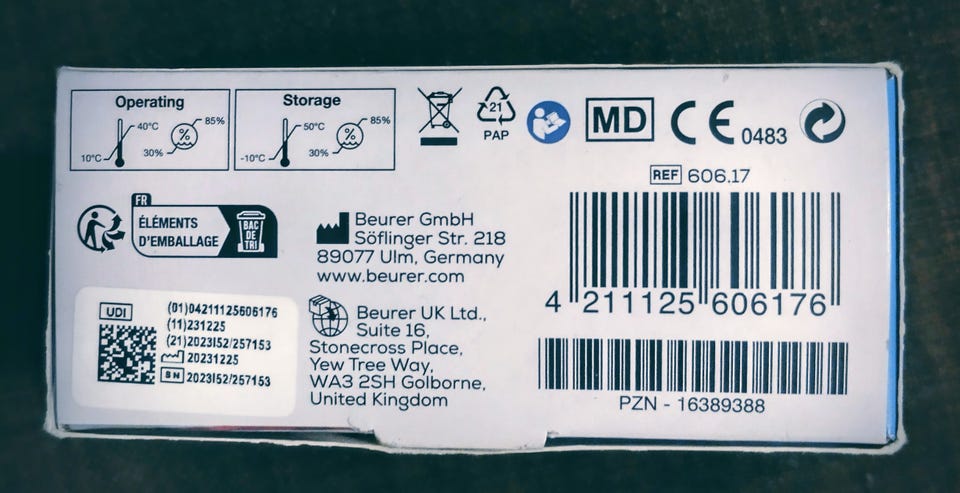 Operating
40°C
10°C
%
85%
30%
Storage
50°C
-10°C
%
85%
30%
21
PAP
MD
CE 0483
REF 606.17
FR
ÉLÉMENTS
D'EMBALLAGE
BAC
DE
TRI
Beurer GmbH
Söflinger Str. 218
89077 Ulm, Germany
www.beurer.com
4 211125 606176
UDI
(01)04211125606176
(11)231225
(21)2023I52/257153
20231225
SN 2023I52/257153
Beurer UK Ltd.,
Suite 16,
Stonecross Place,
Yew Tree Way,
WA3 2SH Golborne,
United Kingdom
PZN - 16389388